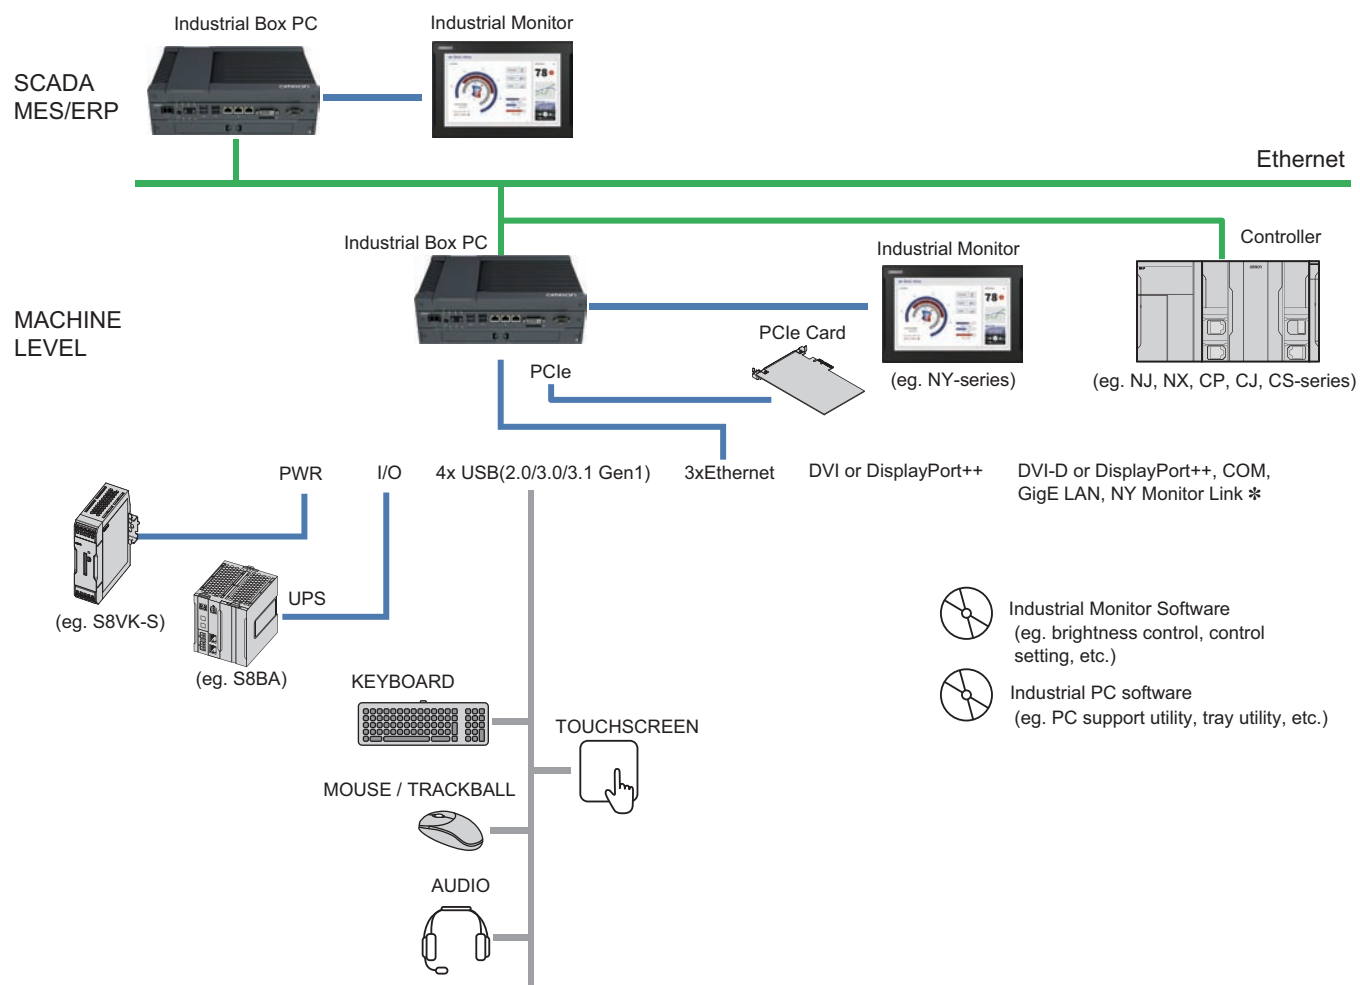 Industrial Box PC
Industrial Monitor
SCADA
MES/ERP
omron
78
Ethernet
Industrial Box PC
Industrial Monitor
Controller
omron
78
MACHINE
LEVEL
PCIe Card
PCIe
(eg. NY-series)
(eg. NJ, NX, CP, CJ, CS-series)
PWR
I/O
4x USB(2.0/3.0/3.1 Gen1)
3xEthernet
DVI or DisplayPort++
DVI-D or DisplayPort++, COM,
GigE LAN, NY Monitor Link ✻
UPS
(eg. S8VK-S)
(eg. S8BA)
Industrial Monitor Software
(eg. brightness control, control
setting, etc.)
Industrial PC software
(eg. PC support utility, tray utility, etc.)
KEYBOARD
TOUCHSCREEN
MOUSE / TRACKBALL
AUDIO